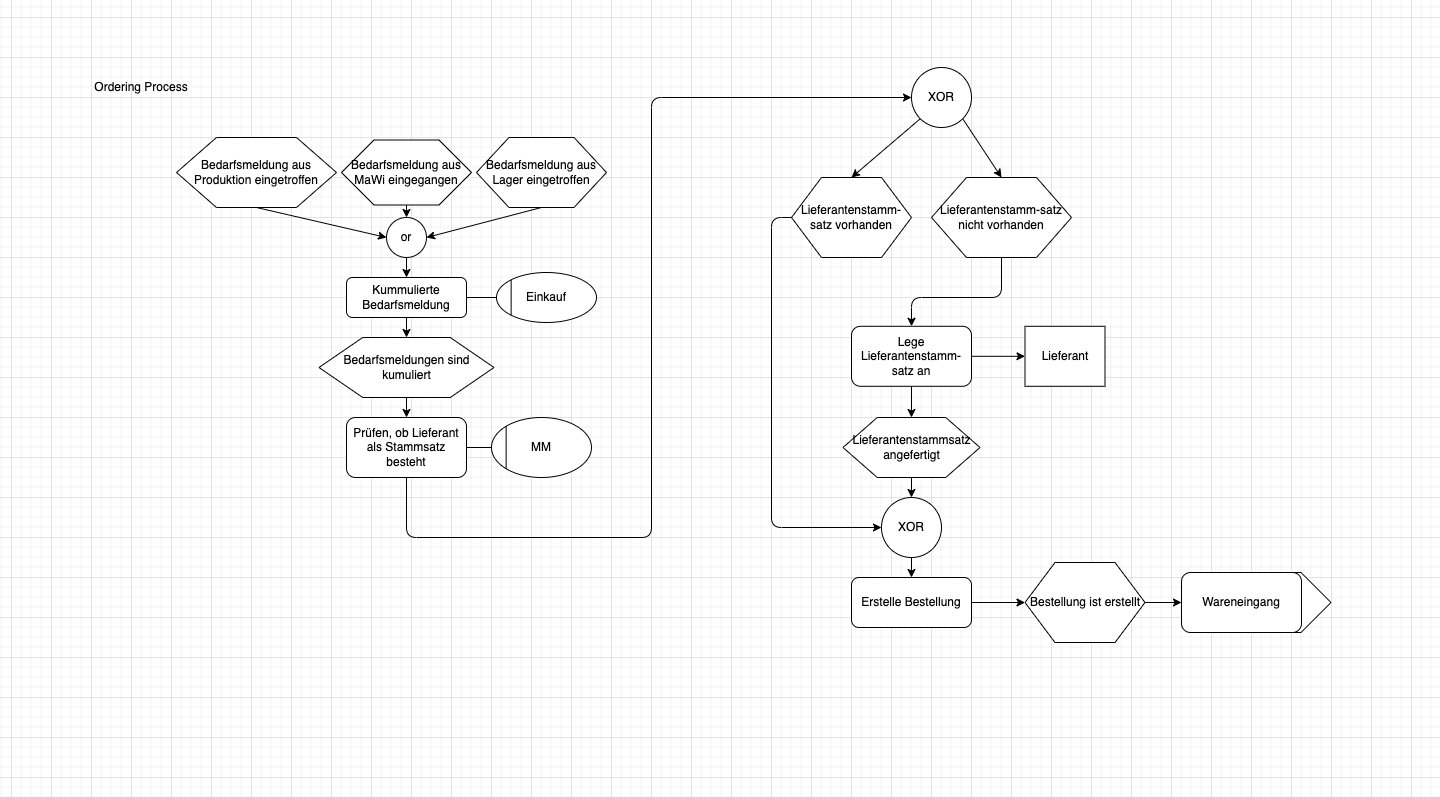 Ordering Process
Bedarfsmeldung aus
Produktion eingetroffen
Bedarfsmeldung aus
MaWi eingegangen
Bedarfsmeldung aus
Lager eingetroffen
or
Kummulierte
Bedarfsmeldung
Einkauf
Bedarfsmeldungen sind
kumuliert
Prüfen, ob Lieferant
als Stammsatz
besteht
MM
XOR
Lieferantenstamm-
satz vorhanden
Lieferantenstamm-satz
nicht vorhanden
Lege
Lieferantenstamm-
satz an
Lieferant
Lieferantenstammsatz
angefertigt
XOR
Erstelle Bestellung
Bestellung ist erstellt
Wareneingang